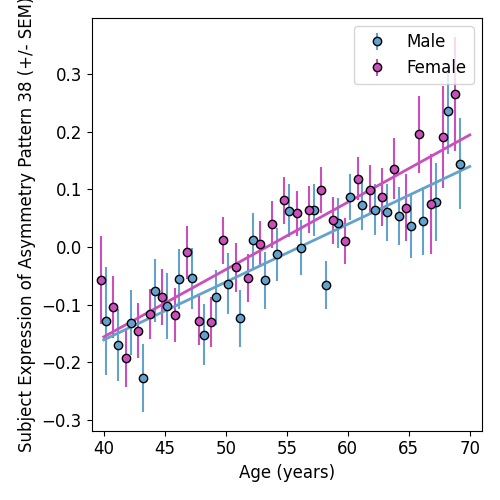 Subject Expression of Asymmetry Pattern 38 (+/- SEM)
Male
Female
0.3
0.2
0.1
0.0
−0.1
−0.2
−0.3
40 45 50 55 60 65 70
Age (years)